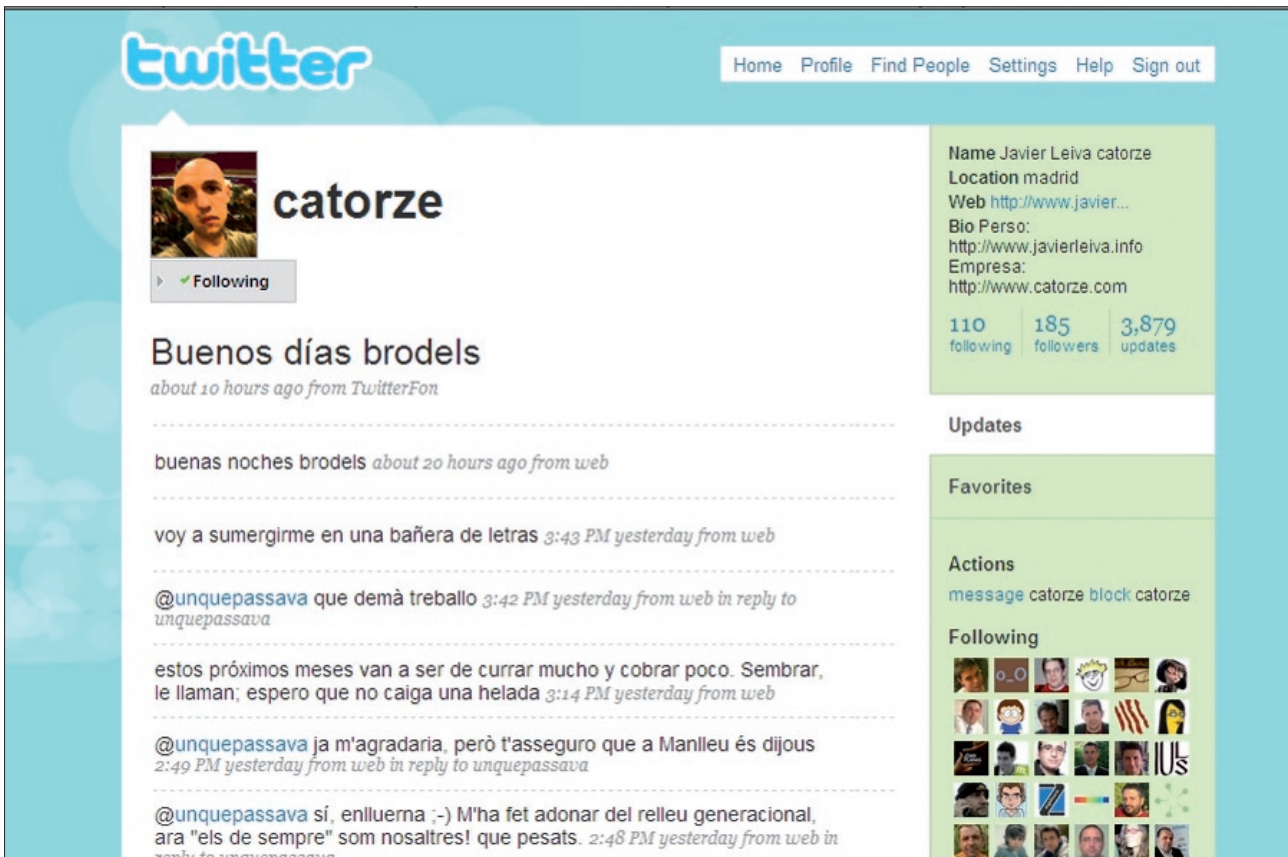 twitter
Home Profile Find People Settings Help Sign out
catorze
Following
Buenos días brodels
about 10 hours ago from TwitterFon
buenas noches brodels about 20 hours ago from web
voy a sumergirme en una bañera de letras 3:43 PM yesterday from web
@unquepassava que demà treballo 3:42 PM yesterday from web in reply to
unquepassava
estos próximos meses van a ser de currar mucho y cobrar poco. Sembrar,
le llaman; espero que no caiga una helada 3:14 PM yesterday from web
@unquepassava ja m'agradaria, però t'asseguro que a Manlleu és dijous
2:49 PM yesterday from web in reply to unquepassava
@unquepassava sí, enlluerna ;-) M'ha fet adonar del relleu generacional,
ara "els de sempre" som nosaltres! que pesats. 2:48 PM yesterday from web in
reply to unquepassava
Name Javier Leiva catorze
Location madrid
Web http://www.javier...
Bio Perso:
http://www.javierleiva.info
Empresa:
http://www.catorze.com
110 185 3,879
following followers updates
Updates
Favorites
Actions
message catorze block catorze
Following
o_O